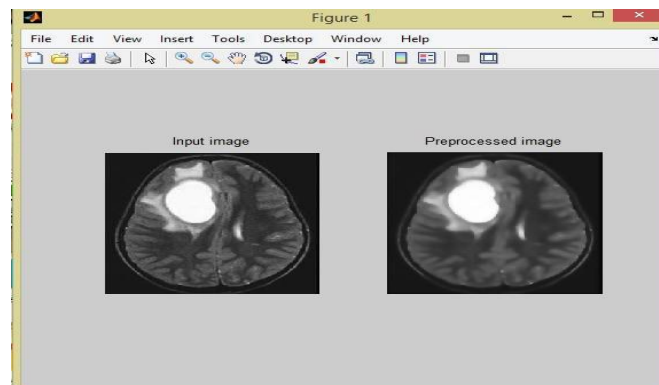 Figure 1
File Edit View Insert Tools Desktop Window Help
Input image Preprocessed image